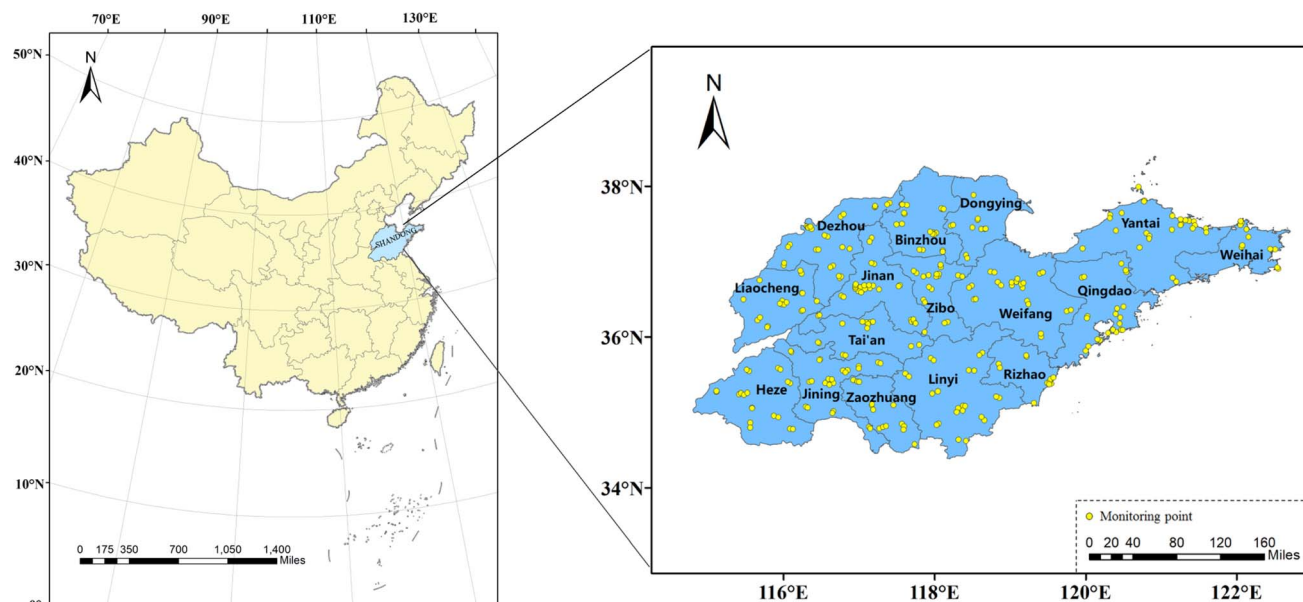 70°E 90°E 110°E 130°E
50°N
N
40°N
SHANDONG
30°N
20°N
10°N
0 175 350 700 1,050 1,400
Miles
N
38°N
Dongying
Dezhou
Yantai
Binzhou
Weihai
Jinan
Liaocheng
Qingdao
Zibo
Weifang
36°N
Tai'an
Rizhao
Linyi
Heze
Jining
Zaozhuang
34°N
Monitoring point
0 10 20 40 80 120 160
Miles
116°E 118°E 120°E 122°E